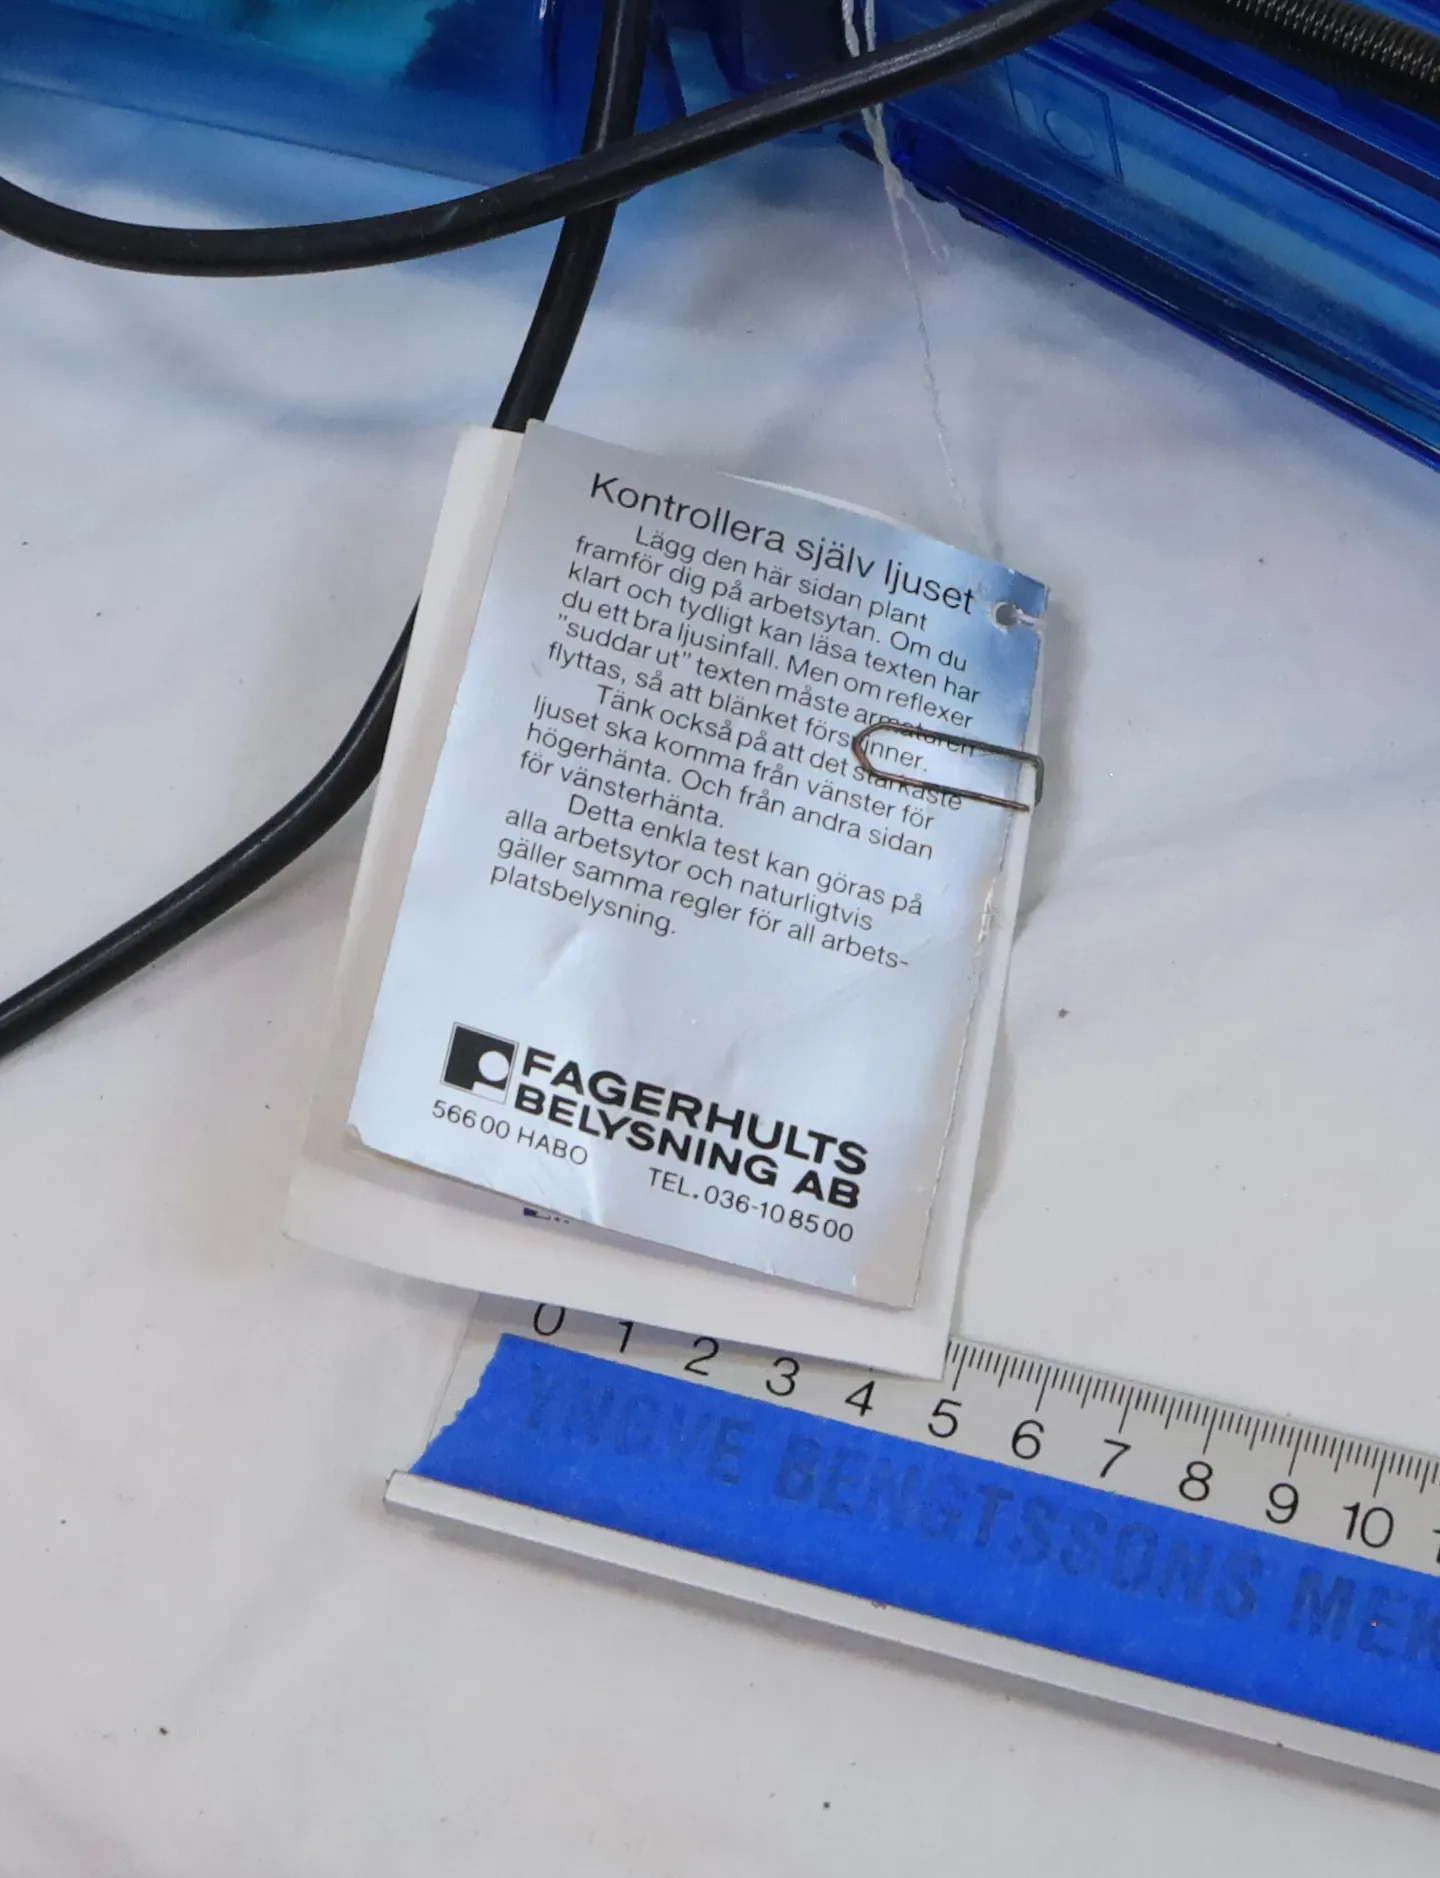 Kontrollera själv ljuset
Lägg den här sidan plant
framför dig på arbetsytan. Om du
klart och tydligt kan läsa texten har
du ett bra ljusinfall. Men om reflexer
"suddar ut" texten måste armaturen
flyttas, så att blänket försvinner.
Tänk också på att det starkaste
ljuset ska komma från vänster för
högerhänta. Och från andra sidan
för vänsterhänta.
Detta enkla test kan göras på
alla arbetsytor och naturligtvis
gäller samma regler för all arbets-
platsbelysning.
FAGERHULTS
BELYSNING AB
566 00 HABO TEL. 036-10 85 00
0 1 2 3 4 5 6 7 8 9 10
YNGVE BENGTSSONS